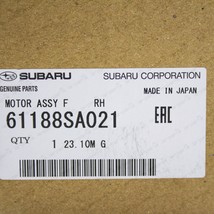 SUBARU SUBARU CORPORATION
GENUINE PARTS MADE IN JAPAN
MOTOR ASSY F RH
61188SA021 EAC
QTY
1 23.10M G